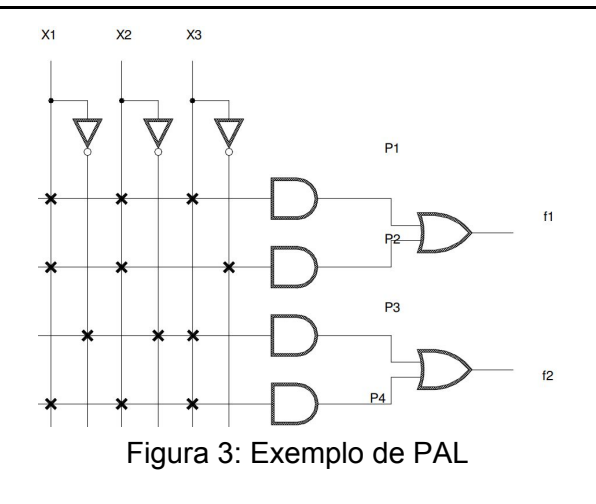 X1 X2 X3
P1
f1
P2
P3
f2
P4
Figura 3: Exemplo de PAL